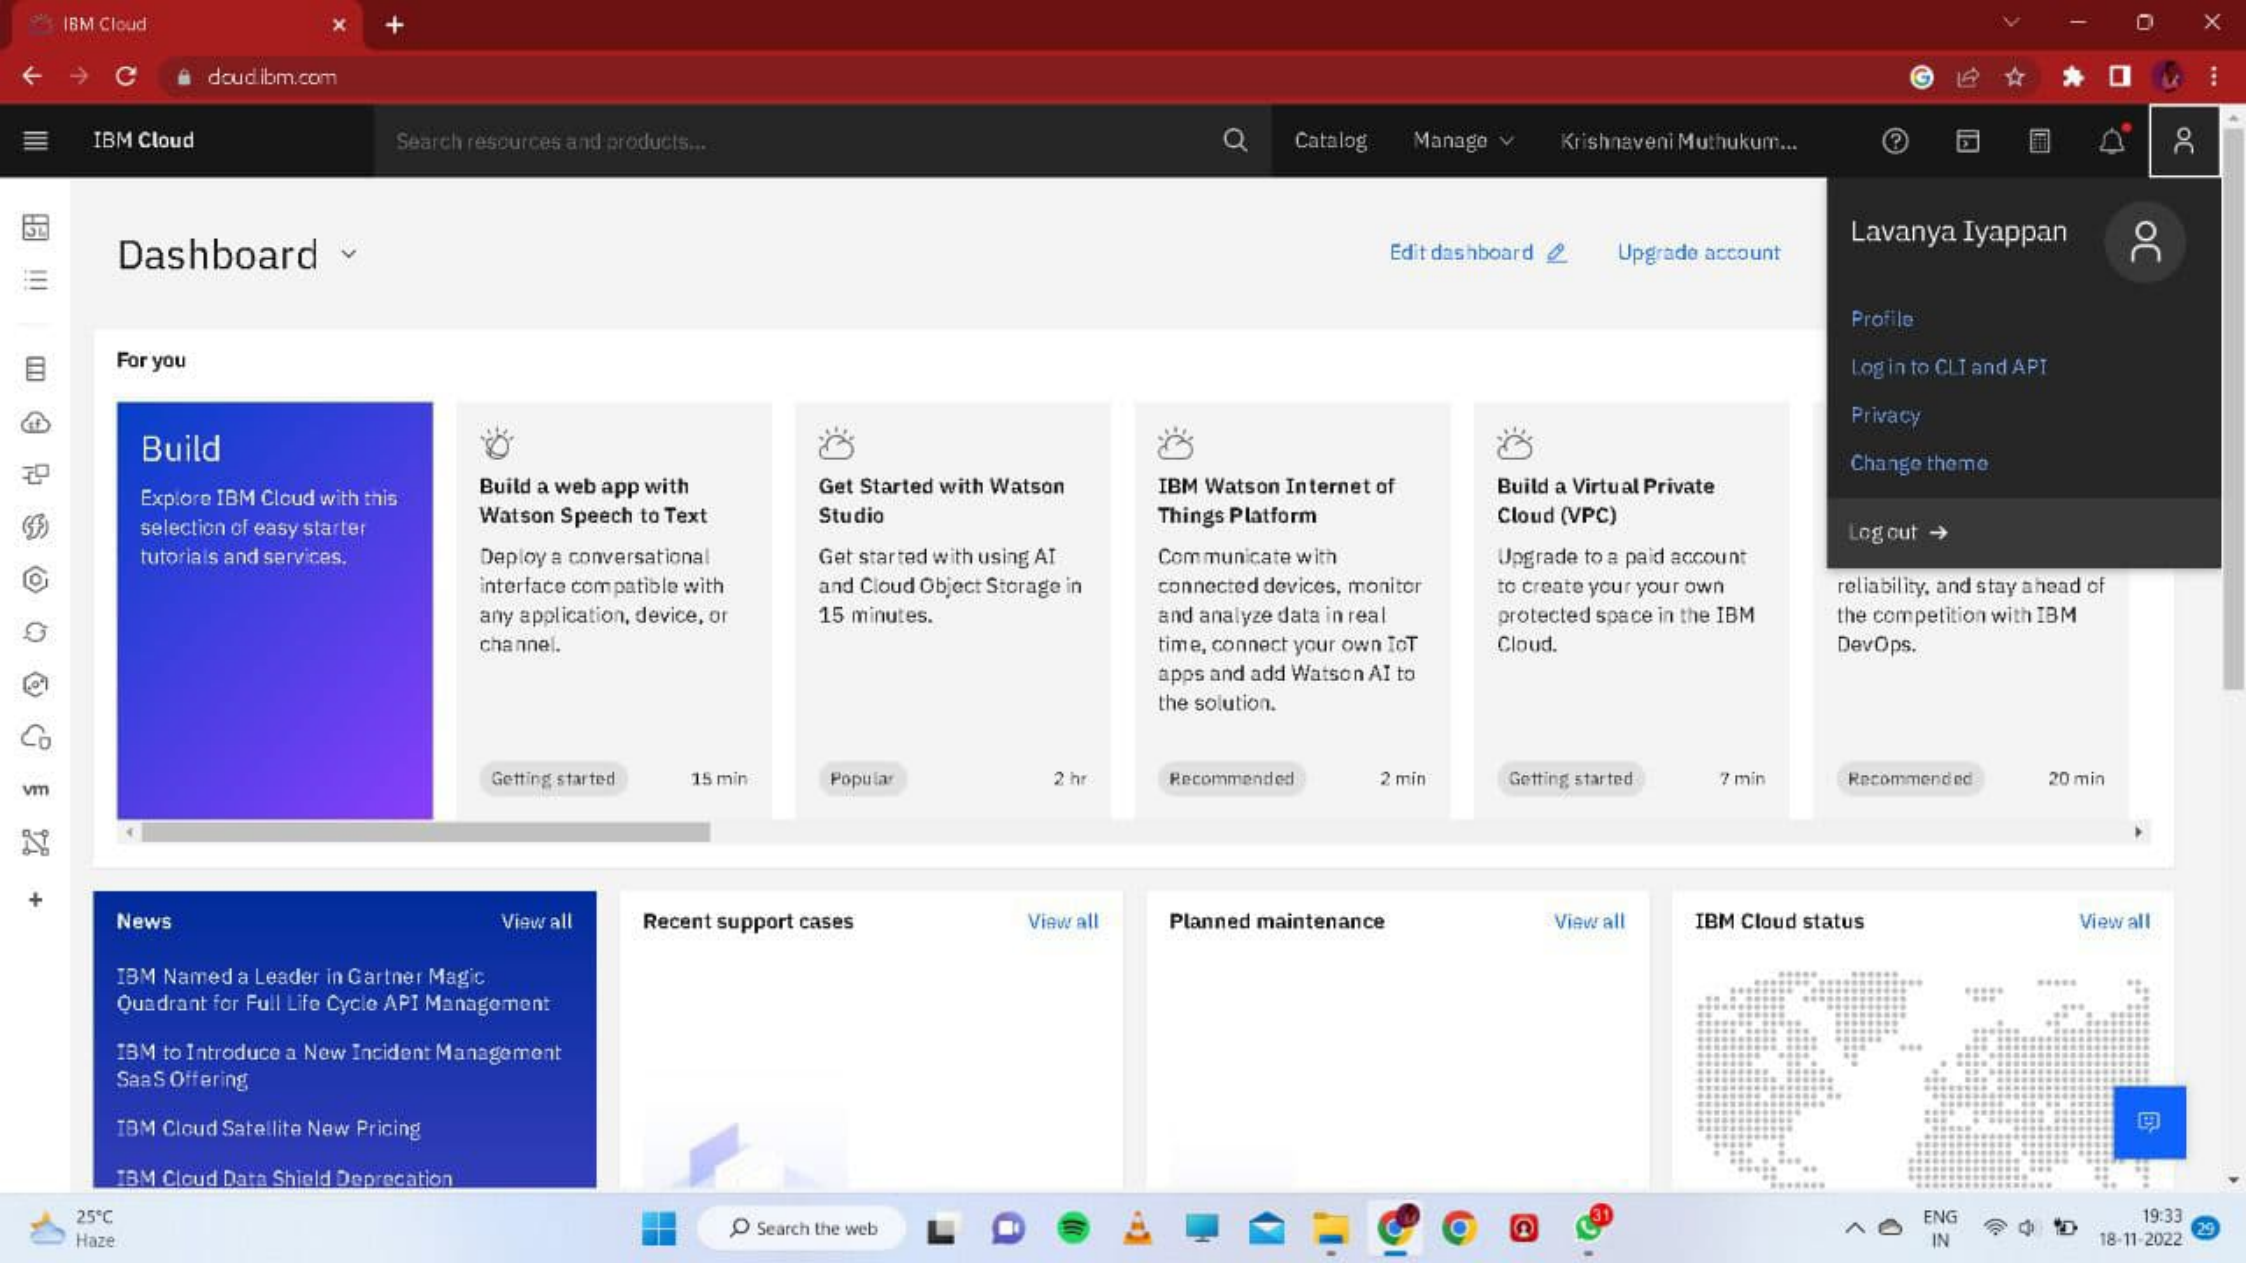 IBM Cloud
cloud.ibm.com
IBM Cloud
Search resources and products...
Catalog
Manage
Krishnaveni Muthukum...
Dashboard
Edit dashboard
Upgrade account
Lavanya Iyappan
Profile
Log in to CLI and API
Privacy
Change theme
Log out →
For you
Build
Explore IBM Cloud with this
selection of easy starter
tutorials and services.
Build a web app with
Watson Speech to Text
Deploy a conversational
interface compatible with
any application, device, or
channel.
Getting started
15 min
Get Started with Watson
Studio
Get started with using AI
and Cloud Object Storage in
15 minutes.
Popular
2 hr
IBM Watson Internet of
Things Platform
Communicate with
connected devices, monitor
and analyze data in real
time, connect your own IoT
apps and add Watson AI to
the solution.
Recommended
2 min
Build a Virtual Private
Cloud (VPC)
Upgrade to a paid account
to create your your own
protected space in the IBM
Cloud.
Getting started
7 min
reliability, and stay ahead of
the competition with IBM
DevOps.
Recommended
20 min
vm
News
View all
IBM Named a Leader in Gartner Magic
Quadrant for Full Life Cycle API Management
IBM to Introduce a New Incident Management
SaaS Offering
IBM Cloud Satellite New Pricing
IBM Cloud Data Shield Deprecation
Recent support cases
View all
Planned maintenance
View all
IBM Cloud status
View all
25°C
Haze
Search the web
31
ENG
IN
19:33
18-11-2022
29